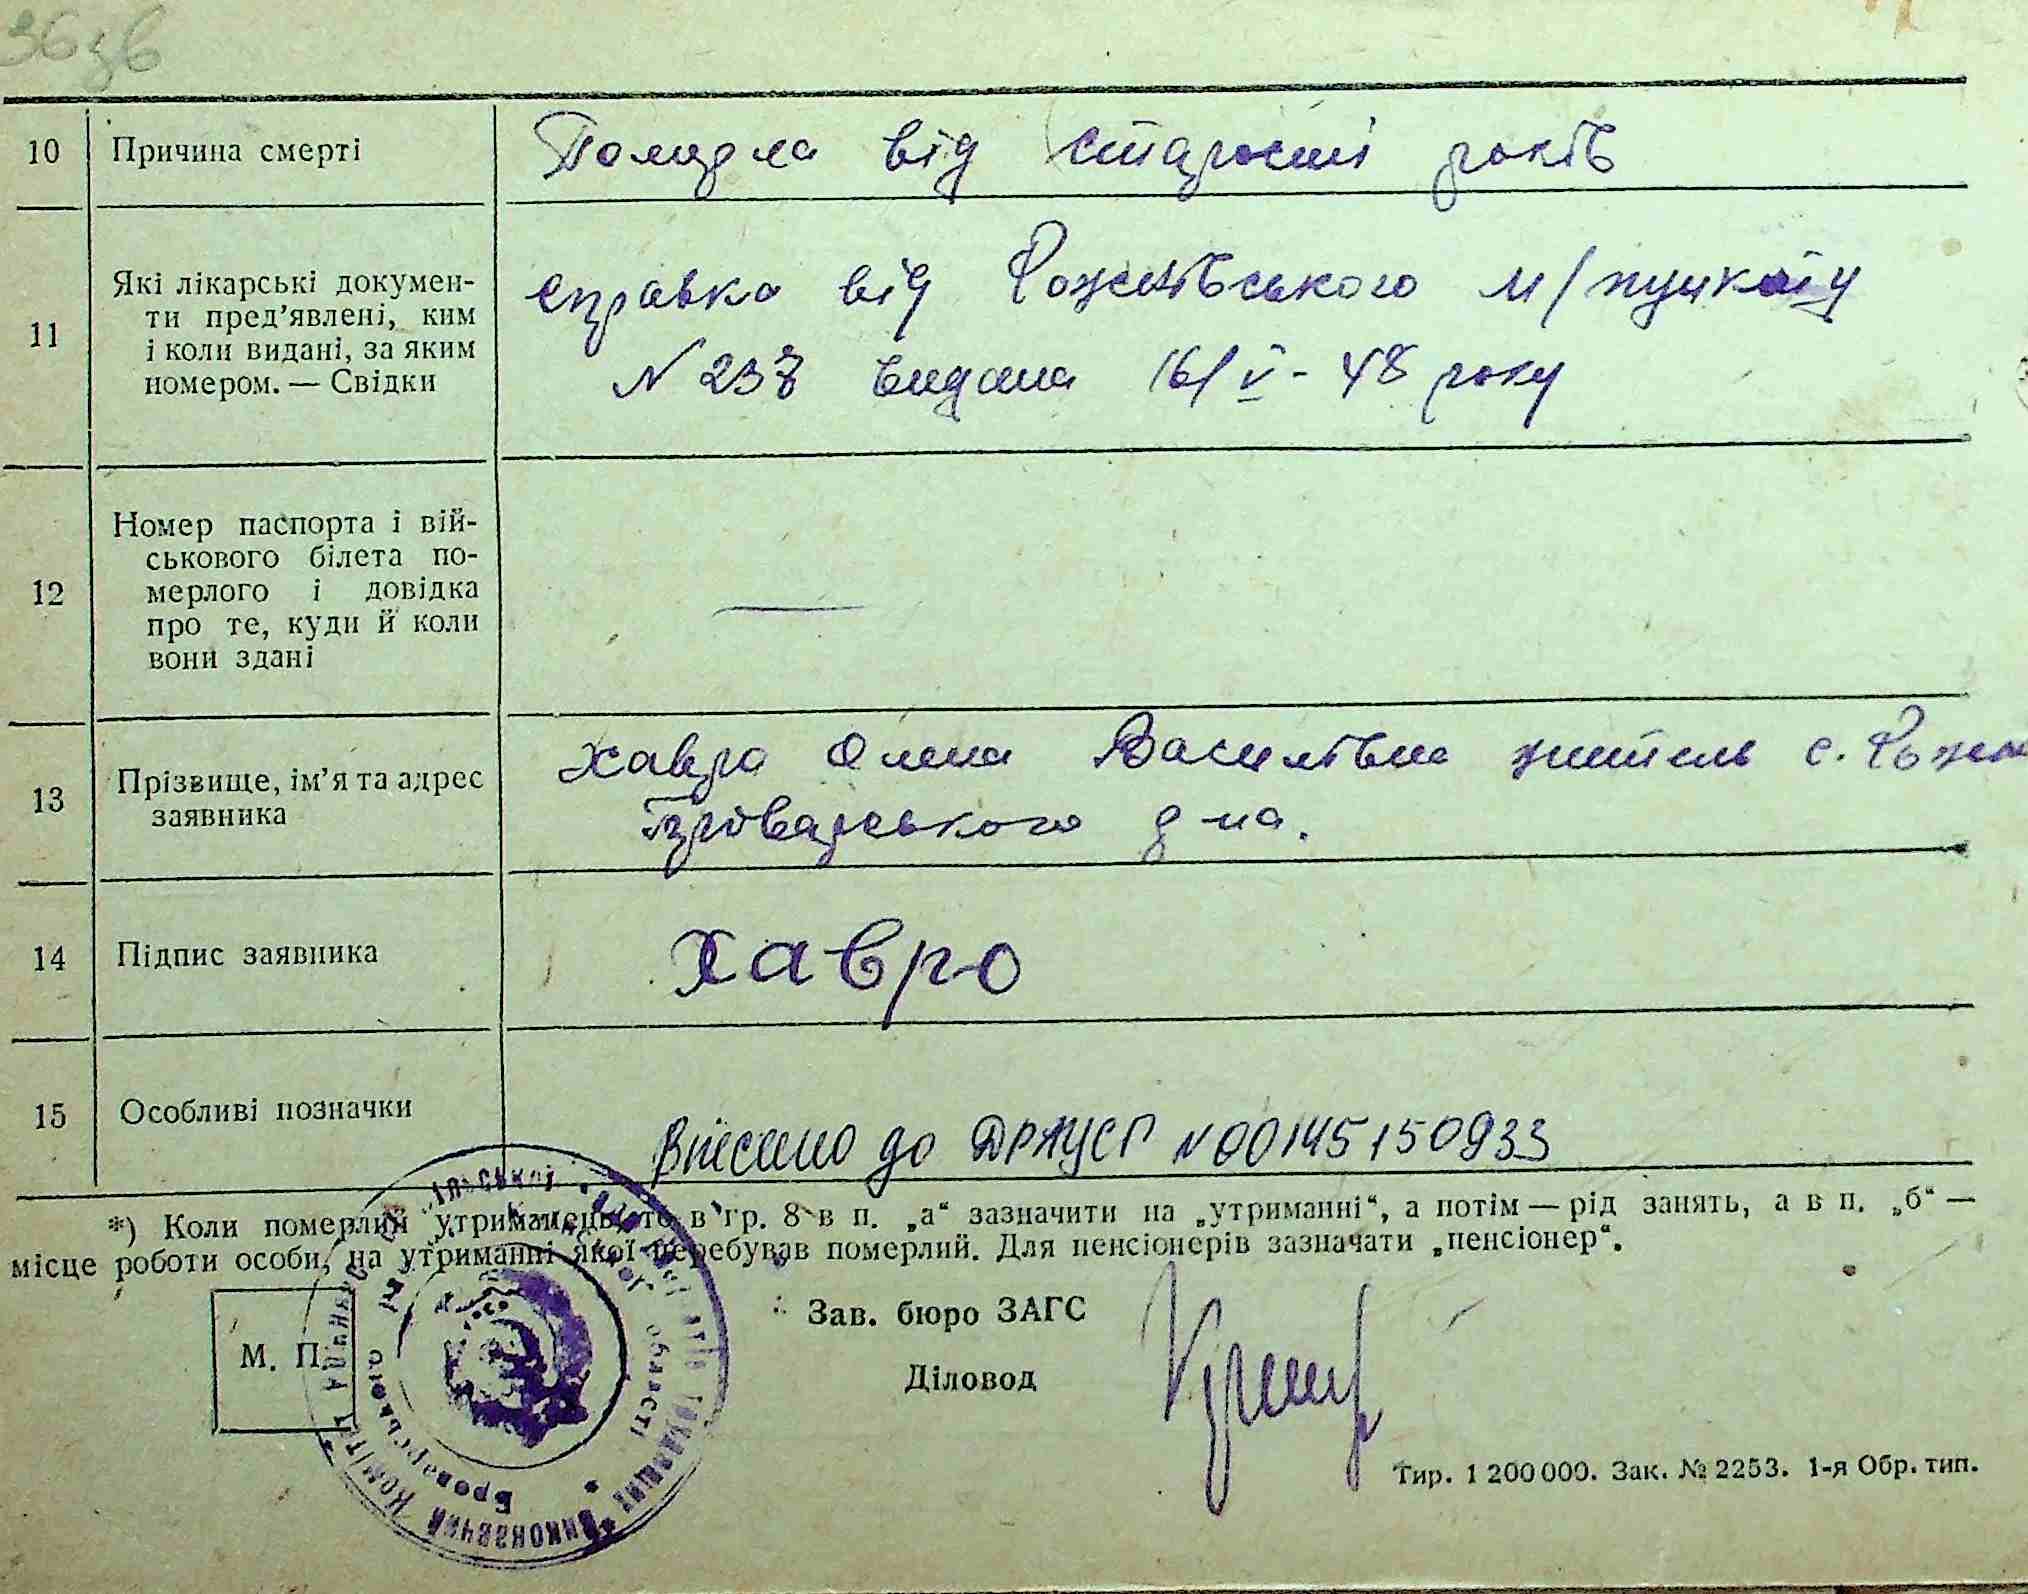 10 Причина смерті Померла від старості років
11 Які лікарські докумен-
ти пред'явлені, ким
і коли видані, за яким
номером. — Свідки
справка від Рожнівського м/пункту
N 238 видана 16/V - 48 року
12 Номер паспорта і вій-
ськового білета по-
мерлого і довідка
про те, куди й коли
вони здані
—
13 Прізвище, ім'я та адрес
заявника
Хавро Олена Василівна житель с. Рожни
Броварського р-на.
14 Підпис заявника Хавро
15 Особливі позначки
Внесено до ДРАЦСГ N 00145150933
*) Коли померлий утриманець, то в гр. 8 в п. „а“ зазначити на „утриманні“, а потім — рід занять, а в п. „б“ —
місце роботи особи, на утриманні якої перебував померлий. Для пенсіонерів зазначати „пенсіонер“.
М. П.
Зав. бюро ЗАГС
Діловод
Виконавчий Комітет
Броварського
області
Тир. 1 200 000. Зак. № 2253. 1-я Обр. тип.